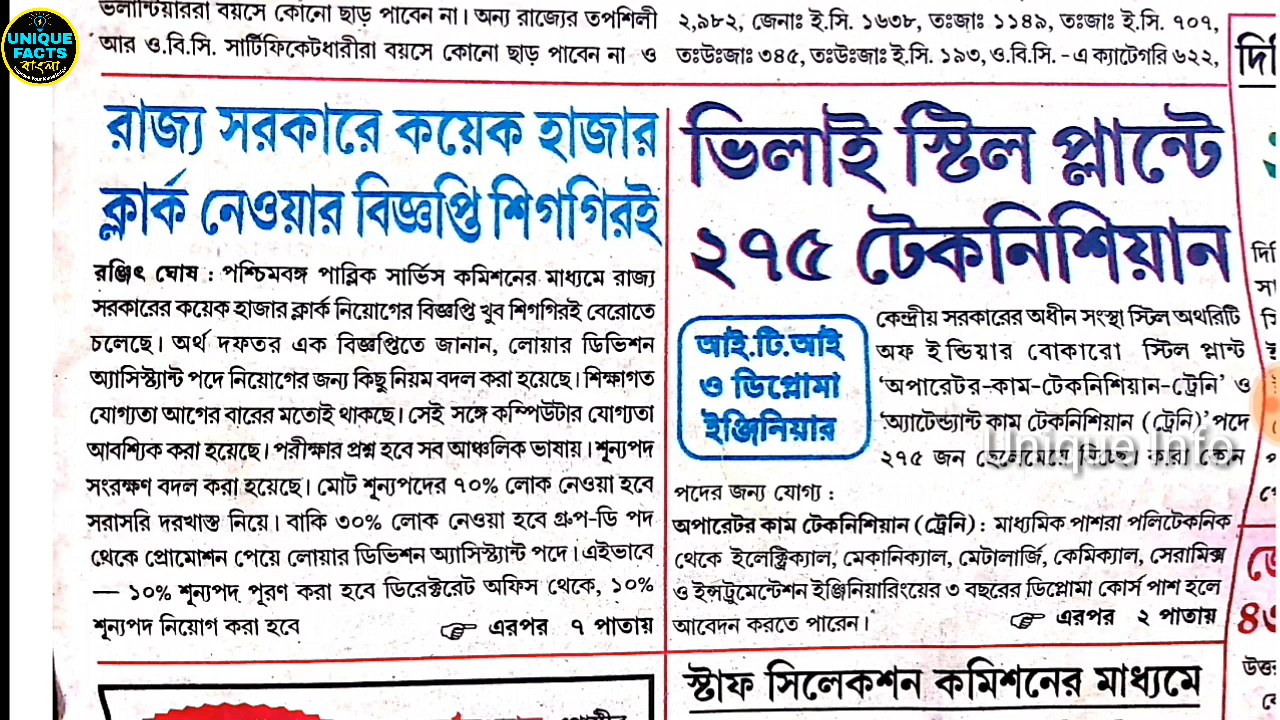 UNIQUE
FACTS
বাংলা
ভলান্টিয়াররা বয়সে কোনো ছাড় পাবেন না। অন্য রাজ্যের তপশিলী
আর ও.বি.সি. সার্টিফিকেটধারীরা বয়সে কোনো ছাড় পাবেন না ও
২,৯৮২, জেনাঃ ই.সি. ১৬৩৮, তঃজাঃ ১১৪৯, তঃজাঃ ই.সি. ৭০৭,
তঃউঃজাঃ ৩৪৫, তঃউঃজাঃ ই.সি. ১৯৩, ও.বি.সি. -এ ক্যাটেগরি ৬২২,
রাজ্য সরকারে কয়েক হাজার
ক্লার্ক নেওয়ার বিজ্ঞপ্তি শিগগিরই
রঞ্জিৎ ঘোষ : পশ্চিমবঙ্গ পাব্লিক সার্ভিস কমিশনের মাধ্যমে রাজ্য
সরকারের কয়েক হাজার ক্লার্ক নিয়োগের বিজ্ঞপ্তি খুব শিগগিরই বেরোতে
চলেছে। অর্থ দফতর এক বিজ্ঞপ্তিতে জানান, লোয়ার ডিভিশন
অ্যাসিস্ট্যান্ট পদে নিয়োগের জন্য কিছু নিয়ম বদল করা হয়েছে। শিক্ষাগত
যোগ্যতা আগের বারের মতোই থাকছে। সেই সঙ্গে কম্পিউটার যোগ্যতা
আবশ্যিক করা হয়েছে। পরীক্ষার প্রশ্ন হবে সব আঞ্চলিক ভাষায়। শূন্যপদ
সংরক্ষণ বদল করা হয়েছে। মোট শূন্যপদের ৭০% লোক নেওয়া হবে
সরাসরি দরখাস্ত নিয়ে। বাকি ৩০% লোক নেওয়া হবে গ্রুপ-ডি পদ
থেকে প্রোমোশন পেয়ে লোয়ার ডিভিশন অ্যাসিস্ট্যান্ট পদে। এইভাবে
— ১০% শূন্যপদ পূরণ করা হবে ডিরেক্টরেট অফিস থেকে, ১০%
শূন্যপদ নিয়োগ করা হবে
এরপর ৭ পাতায়
ভিলাই স্টিল প্লান্টে
২৭৫ টেকনিশিয়ান
আই.টি.আই
ও ডিপ্লোমা
ইঞ্জিনিয়ার
কেন্দ্রীয় সরকারের অধীন সংস্থা স্টিল অথরিটি
অফ ইন্ডিয়ার বোকারো স্টিল প্লান্ট
‘অপারেটর-কাম-টেকনিশিয়ান-ট্রেনি’ ও
‘অ্যাটেন্ড্যান্ট কাম টেকনিশিয়ান (ট্রেনি)’ পদে
২৭৫ জন ছেলেমেয়ে নিচ্ছে। কারা কোন
Unique Info
পদের জন্য যোগ্য :
অপারেটর কাম টেকনিশিয়ান (ট্রেনি) : মাধ্যমিক পাশরা পলিটেকনিক
থেকে ইলেক্ট্রিক্যাল, মেকানিক্যাল, মেটালার্জি, কেমিক্যাল, সেরামিক্স
ও ইন্সট্রুমেন্টেশন ইঞ্জিনিয়ারিংয়ের ৩ বছরের ডিপ্লোমা কোর্স পাশ হলে
আবেদন করতে পারেন।
এরপর ২ পাতায়
স্টাফ সিলেকশন কমিশনের মাধ্যমে